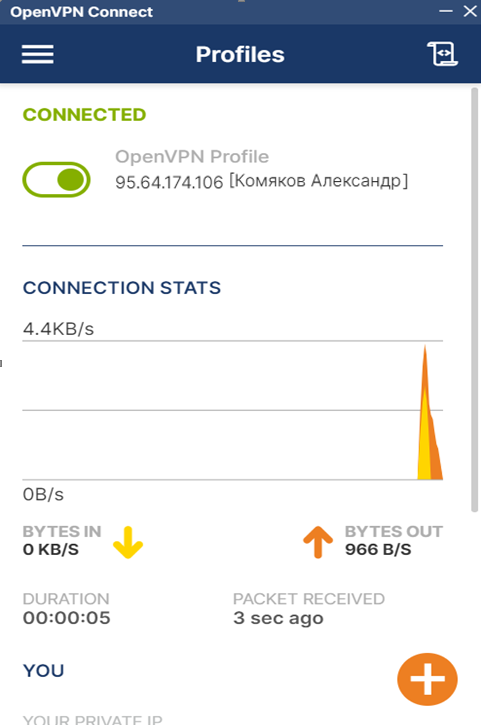 OpenVPN Connect
Profiles
CONNECTED
OpenVPN Profile
95.64.174.106 [Комяков Александр]
CONNECTION STATS
4.4KB/s
0B/s
BYTES IN
0 KB/S
BYTES OUT
966 B/S
DURATION
00:00:05
PACKET RECEIVED
3 sec ago
YOU
YOUR PRIVATE IP